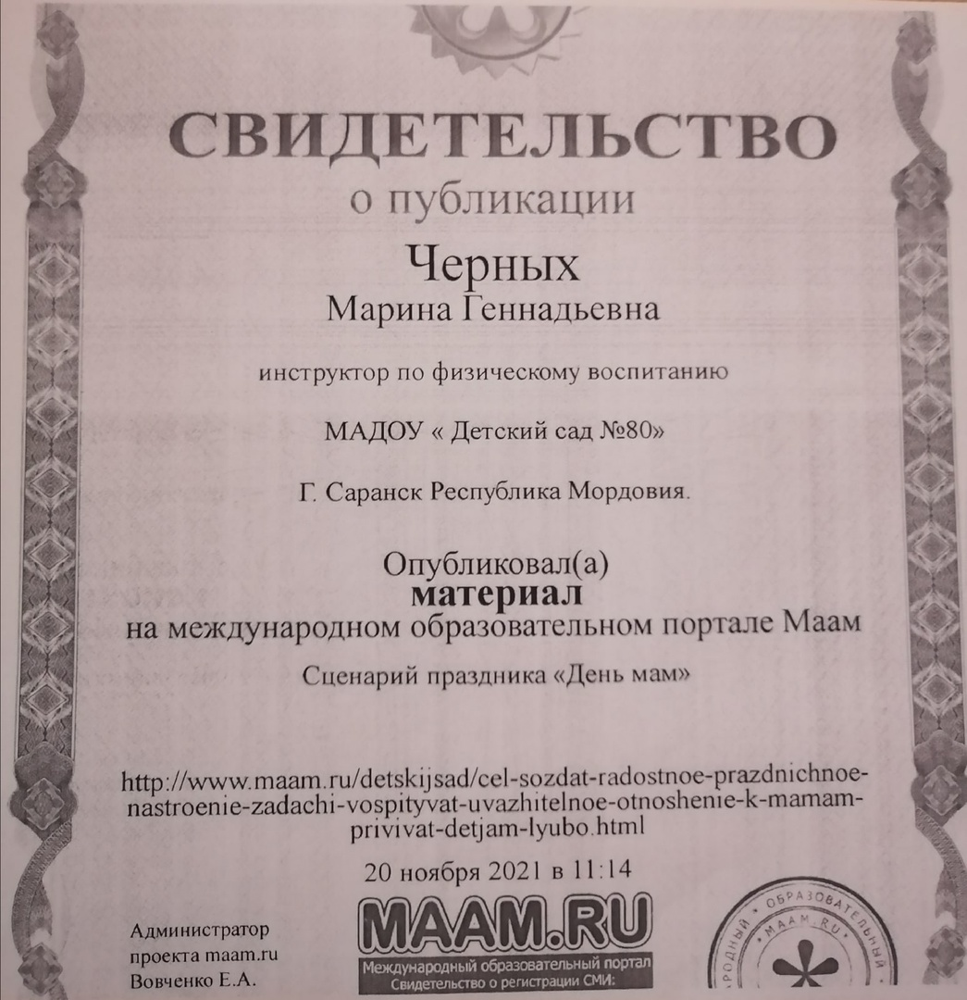 СВИДЕТЕЛЬСТВО
о публикации
Черных
Марина Геннадьевна
инструктор по физическому воспитанию
МАДОУ « Детский сад №80»
Г. Саранск Республика Мордовия.
Опубликовал(а)
материал
на международном образовательном портале Маам
Сценарий праздника «День мам»
http://www.maam.ru/detskijsad/cel-sozdat-radostnoe-prazdnichnoe-
nastroenie-zadachi-vospityvat-uvazhitelnoe-otnoshenie-k-mamam-
privivat-detjam-lyubo.html
20 ноября 2021 в 11:14
Администратор
проекта maam.ru
Вовченко Е.А.
MAAM.RU
Международный образовательный портал
Свидетельство о регистрации СМИ:
РОДНЫЙ • ОБРАЗОВАТЕЛЬНЫЙ
• MAAM.RU •